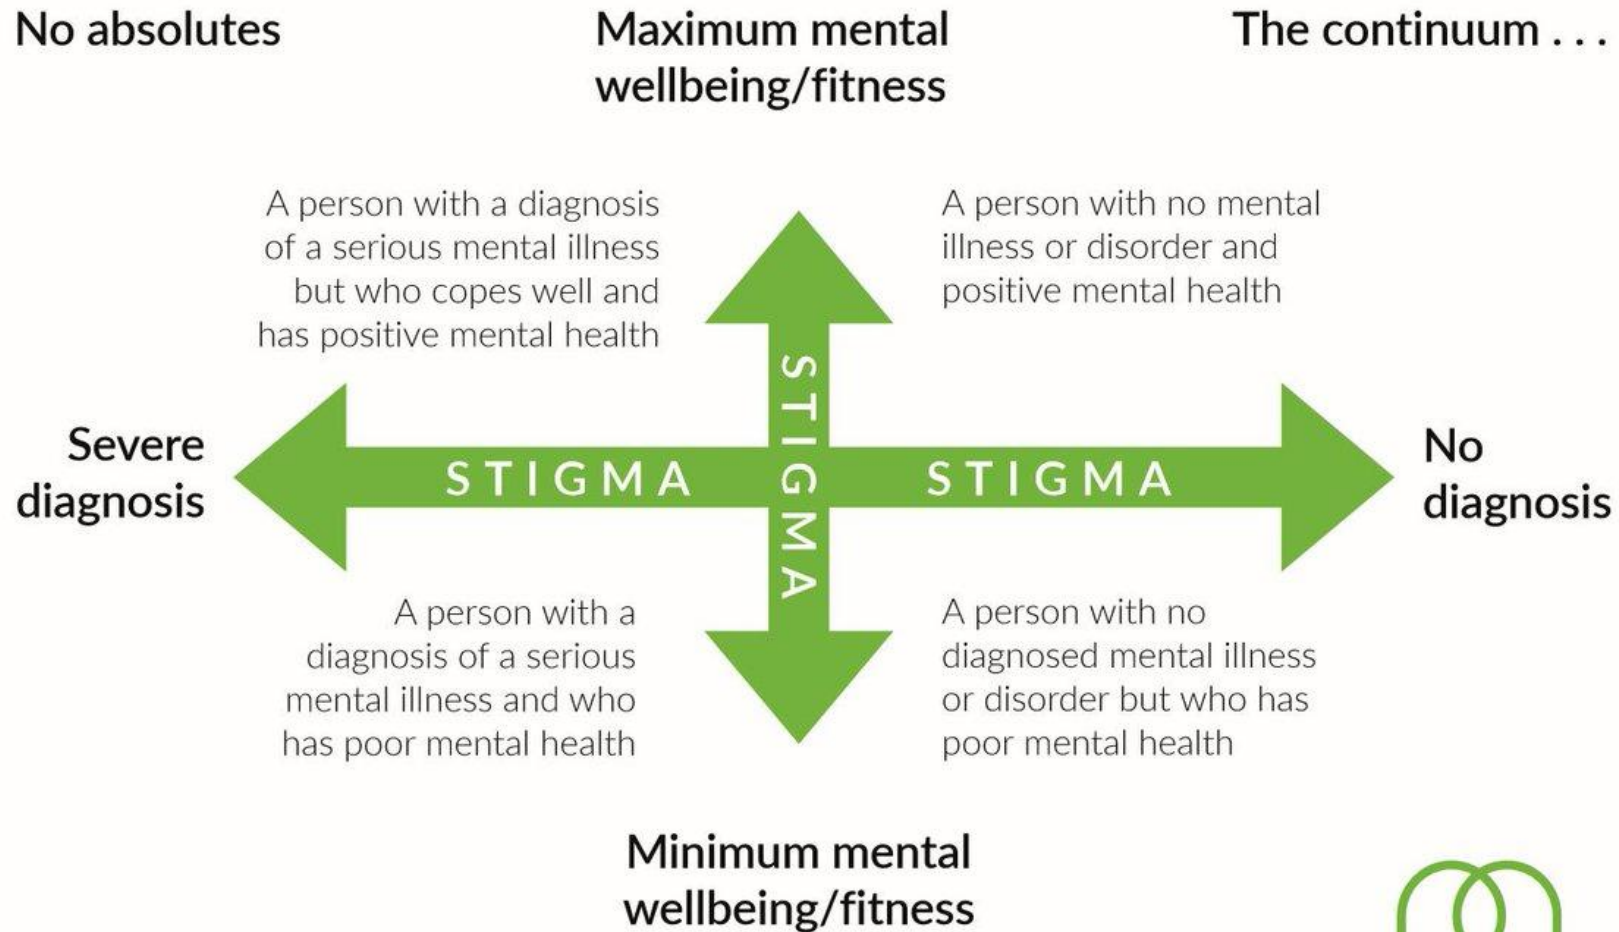 No absolutes
Maximum mental
wellbeing/fitness
The continuum . . .
A person with a diagnosis
of a serious mental illness
but who copes well and
has positive mental health
A person with no mental
illness or disorder and
positive mental health
Severe
diagnosis
STIGMA
STIGMA
STIGMA
No
diagnosis
A person with a
diagnosis of a serious
mental illness and who
has poor mental health
A person with no
diagnosed mental illness
or disorder but who has
poor mental health
Minimum mental
wellbeing/fitness